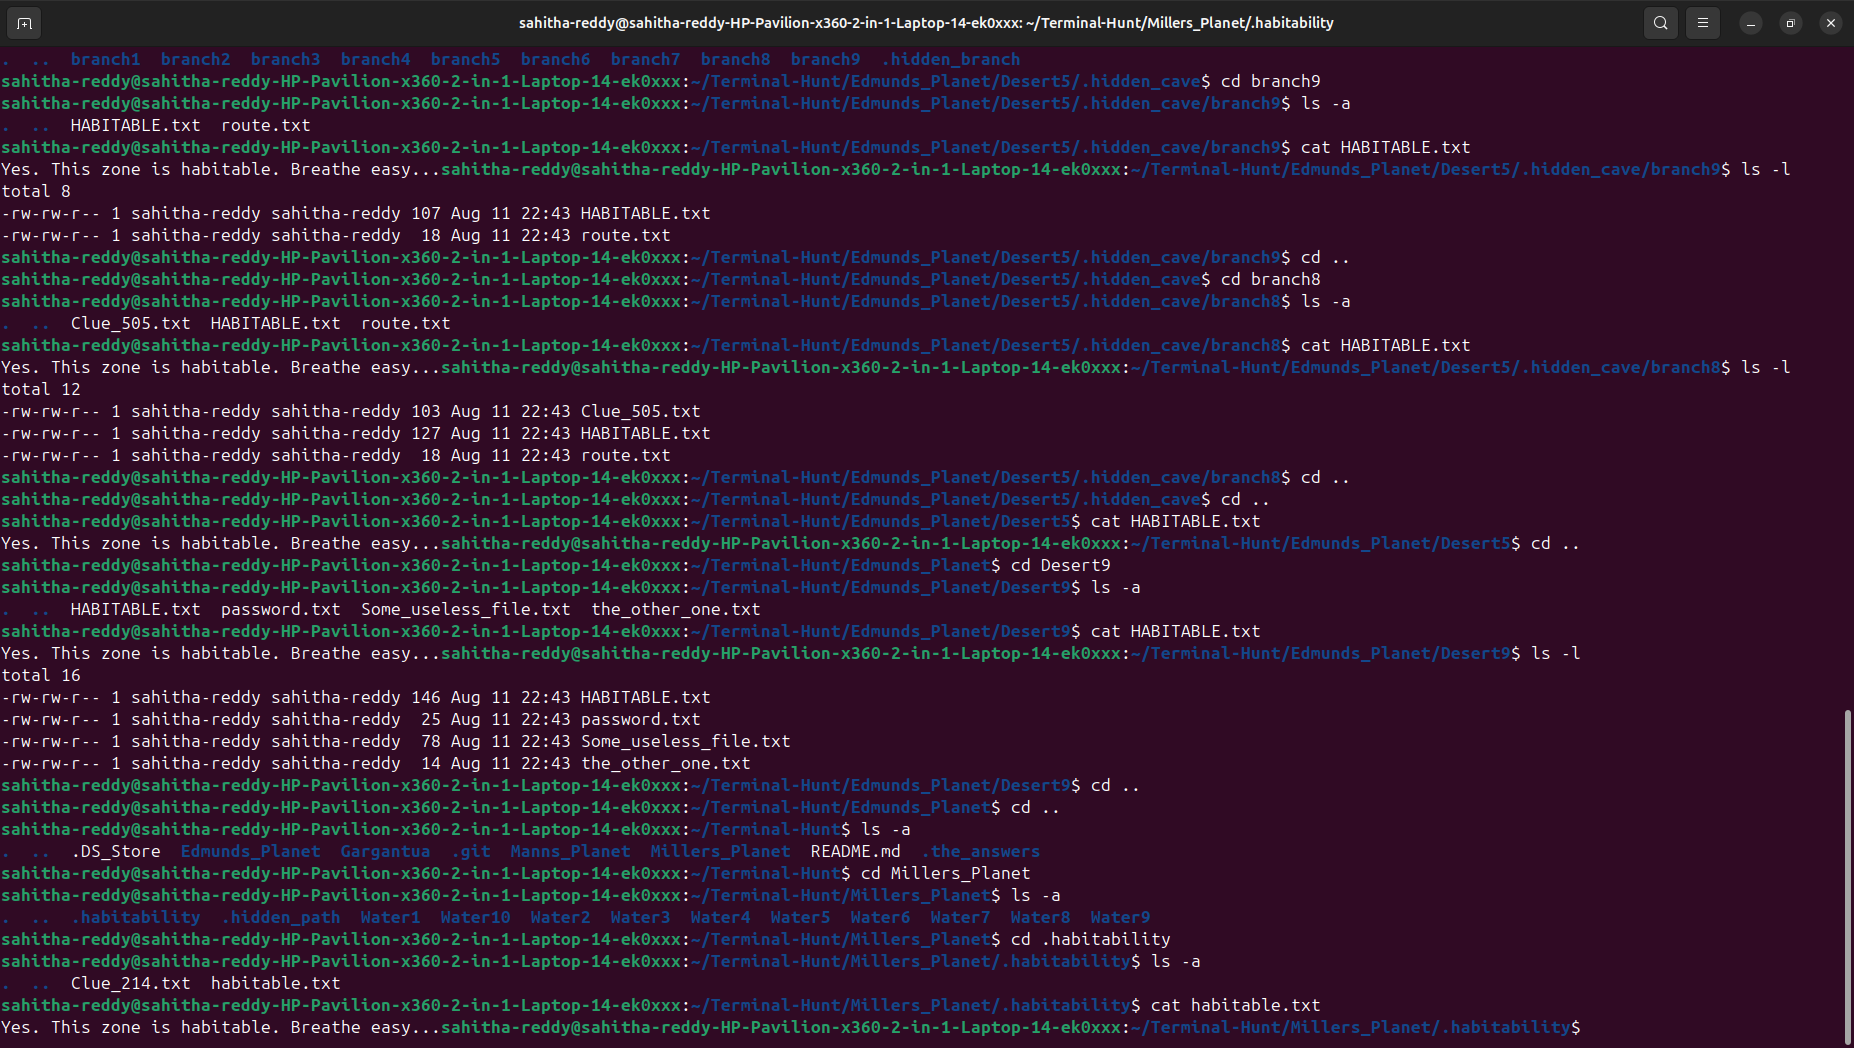 sahitha-reddy@sahitha-reddy-HP-Pavilion-x360-2-in-1-Laptop-14-ek0xxx: ~/Terminal-Hunt/Millers_Planet/.habitability
.  ..  branch1  branch2  branch3  branch4  branch5  branch6  branch7  branch8  branch9  .hidden_branch
sahitha-reddy@sahitha-reddy-HP-Pavilion-x360-2-in-1-Laptop-14-ek0xxx:~/Terminal-Hunt/Edmunds_Planet/Desert5/.hidden_cave$ cd branch9
sahitha-reddy@sahitha-reddy-HP-Pavilion-x360-2-in-1-Laptop-14-ek0xxx:~/Terminal-Hunt/Edmunds_Planet/Desert5/.hidden_cave/branch9$ ls -a
.  ..  HABITABLE.txt  route.txt
sahitha-reddy@sahitha-reddy-HP-Pavilion-x360-2-in-1-Laptop-14-ek0xxx:~/Terminal-Hunt/Edmunds_Planet/Desert5/.hidden_cave/branch9$ cat HABITABLE.txt
Yes. This zone is habitable. Breathe easy...sahitha-reddy@sahitha-reddy-HP-Pavilion-x360-2-in-1-Laptop-14-ek0xxx:~/Terminal-Hunt/Edmunds_Planet/Desert5/.hidden_cave/branch9$ ls -l
total 8
-rw-rw-r-- 1 sahitha-reddy sahitha-reddy 107 Aug 11 22:43 HABITABLE.txt
-rw-rw-r-- 1 sahitha-reddy sahitha-reddy  18 Aug 11 22:43 route.txt
sahitha-reddy@sahitha-reddy-HP-Pavilion-x360-2-in-1-Laptop-14-ek0xxx:~/Terminal-Hunt/Edmunds_Planet/Desert5/.hidden_cave/branch9$ cd ..
sahitha-reddy@sahitha-reddy-HP-Pavilion-x360-2-in-1-Laptop-14-ek0xxx:~/Terminal-Hunt/Edmunds_Planet/Desert5/.hidden_cave$ cd branch8
sahitha-reddy@sahitha-reddy-HP-Pavilion-x360-2-in-1-Laptop-14-ek0xxx:~/Terminal-Hunt/Edmunds_Planet/Desert5/.hidden_cave/branch8$ ls -a
.  ..  Clue_505.txt  HABITABLE.txt  route.txt
sahitha-reddy@sahitha-reddy-HP-Pavilion-x360-2-in-1-Laptop-14-ek0xxx:~/Terminal-Hunt/Edmunds_Planet/Desert5/.hidden_cave/branch8$ cat HABITABLE.txt
Yes. This zone is habitable. Breathe easy...sahitha-reddy@sahitha-reddy-HP-Pavilion-x360-2-in-1-Laptop-14-ek0xxx:~/Terminal-Hunt/Edmunds_Planet/Desert5/.hidden_cave/branch8$ ls -l
total 12
-rw-rw-r-- 1 sahitha-reddy sahitha-reddy 103 Aug 11 22:43 Clue_505.txt
-rw-rw-r-- 1 sahitha-reddy sahitha-reddy 127 Aug 11 22:43 HABITABLE.txt
-rw-rw-r-- 1 sahitha-reddy sahitha-reddy  18 Aug 11 22:43 route.txt
sahitha-reddy@sahitha-reddy-HP-Pavilion-x360-2-in-1-Laptop-14-ek0xxx:~/Terminal-Hunt/Edmunds_Planet/Desert5/.hidden_cave/branch8$ cd ..
sahitha-reddy@sahitha-reddy-HP-Pavilion-x360-2-in-1-Laptop-14-ek0xxx:~/Terminal-Hunt/Edmunds_Planet/Desert5/.hidden_cave$ cd ..
sahitha-reddy@sahitha-reddy-HP-Pavilion-x360-2-in-1-Laptop-14-ek0xxx:~/Terminal-Hunt/Edmunds_Planet/Desert5$ cat HABITABLE.txt
Yes. This zone is habitable. Breathe easy...sahitha-reddy@sahitha-reddy-HP-Pavilion-x360-2-in-1-Laptop-14-ek0xxx:~/Terminal-Hunt/Edmunds_Planet/Desert5$ cd ..
sahitha-reddy@sahitha-reddy-HP-Pavilion-x360-2-in-1-Laptop-14-ek0xxx:~/Terminal-Hunt/Edmunds_Planet$ cd Desert9
sahitha-reddy@sahitha-reddy-HP-Pavilion-x360-2-in-1-Laptop-14-ek0xxx:~/Terminal-Hunt/Edmunds_Planet/Desert9$ ls -a
.  ..  HABITABLE.txt  password.txt  Some_useless_file.txt  the_other_one.txt
sahitha-reddy@sahitha-reddy-HP-Pavilion-x360-2-in-1-Laptop-14-ek0xxx:~/Terminal-Hunt/Edmunds_Planet/Desert9$ cat HABITABLE.txt
Yes. This zone is habitable. Breathe easy...sahitha-reddy@sahitha-reddy-HP-Pavilion-x360-2-in-1-Laptop-14-ek0xxx:~/Terminal-Hunt/Edmunds_Planet/Desert9$ ls -l
total 16
-rw-rw-r-- 1 sahitha-reddy sahitha-reddy 146 Aug 11 22:43 HABITABLE.txt
-rw-rw-r-- 1 sahitha-reddy sahitha-reddy  25 Aug 11 22:43 password.txt
-rw-rw-r-- 1 sahitha-reddy sahitha-reddy  78 Aug 11 22:43 Some_useless_file.txt
-rw-rw-r-- 1 sahitha-reddy sahitha-reddy  14 Aug 11 22:43 the_other_one.txt
sahitha-reddy@sahitha-reddy-HP-Pavilion-x360-2-in-1-Laptop-14-ek0xxx:~/Terminal-Hunt/Edmunds_Planet/Desert9$ cd ..
sahitha-reddy@sahitha-reddy-HP-Pavilion-x360-2-in-1-Laptop-14-ek0xxx:~/Terminal-Hunt/Edmunds_Planet$ cd ..
sahitha-reddy@sahitha-reddy-HP-Pavilion-x360-2-in-1-Laptop-14-ek0xxx:~/Terminal-Hunt$ ls -a
.  ..  .DS_Store  Edmunds_Planet  Gargantua  .git  Manns_Planet  Millers_Planet  README.md  .the_answers
sahitha-reddy@sahitha-reddy-HP-Pavilion-x360-2-in-1-Laptop-14-ek0xxx:~/Terminal-Hunt$ cd Millers_Planet
sahitha-reddy@sahitha-reddy-HP-Pavilion-x360-2-in-1-Laptop-14-ek0xxx:~/Terminal-Hunt/Millers_Planet$ ls -a
.  ..  .habitability  .hidden_path  Water1  Water10  Water2  Water3  Water4  Water5  Water6  Water7  Water8  Water9
sahitha-reddy@sahitha-reddy-HP-Pavilion-x360-2-in-1-Laptop-14-ek0xxx:~/Terminal-Hunt/Millers_Planet$ cd .habitability
sahitha-reddy@sahitha-reddy-HP-Pavilion-x360-2-in-1-Laptop-14-ek0xxx:~/Terminal-Hunt/Millers_Planet/.habitability$ ls -a
.  ..  Clue_214.txt  habitable.txt
sahitha-reddy@sahitha-reddy-HP-Pavilion-x360-2-in-1-Laptop-14-ek0xxx:~/Terminal-Hunt/Millers_Planet/.habitability$ cat habitable.txt
Yes. This zone is habitable. Breathe easy...sahitha-reddy@sahitha-reddy-HP-Pavilion-x360-2-in-1-Laptop-14-ek0xxx:~/Terminal-Hunt/Millers_Planet/.habitability$